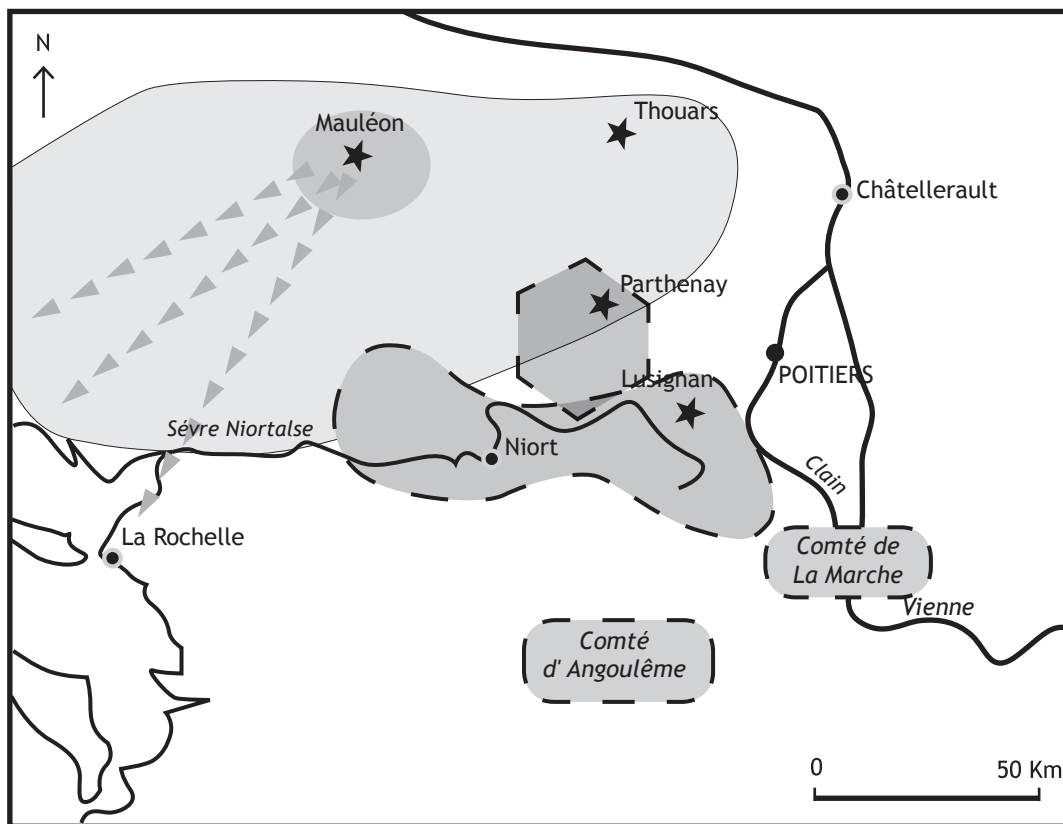 N
Mauléon
Thouars
Châtellerault
Parthenay
POITIERS
Lusignan
Sévre Niortalse
Niort
Clain
La Rochelle
Comté de
La Marche
Vienne
Comté
d' Angoulême
0 50 Km